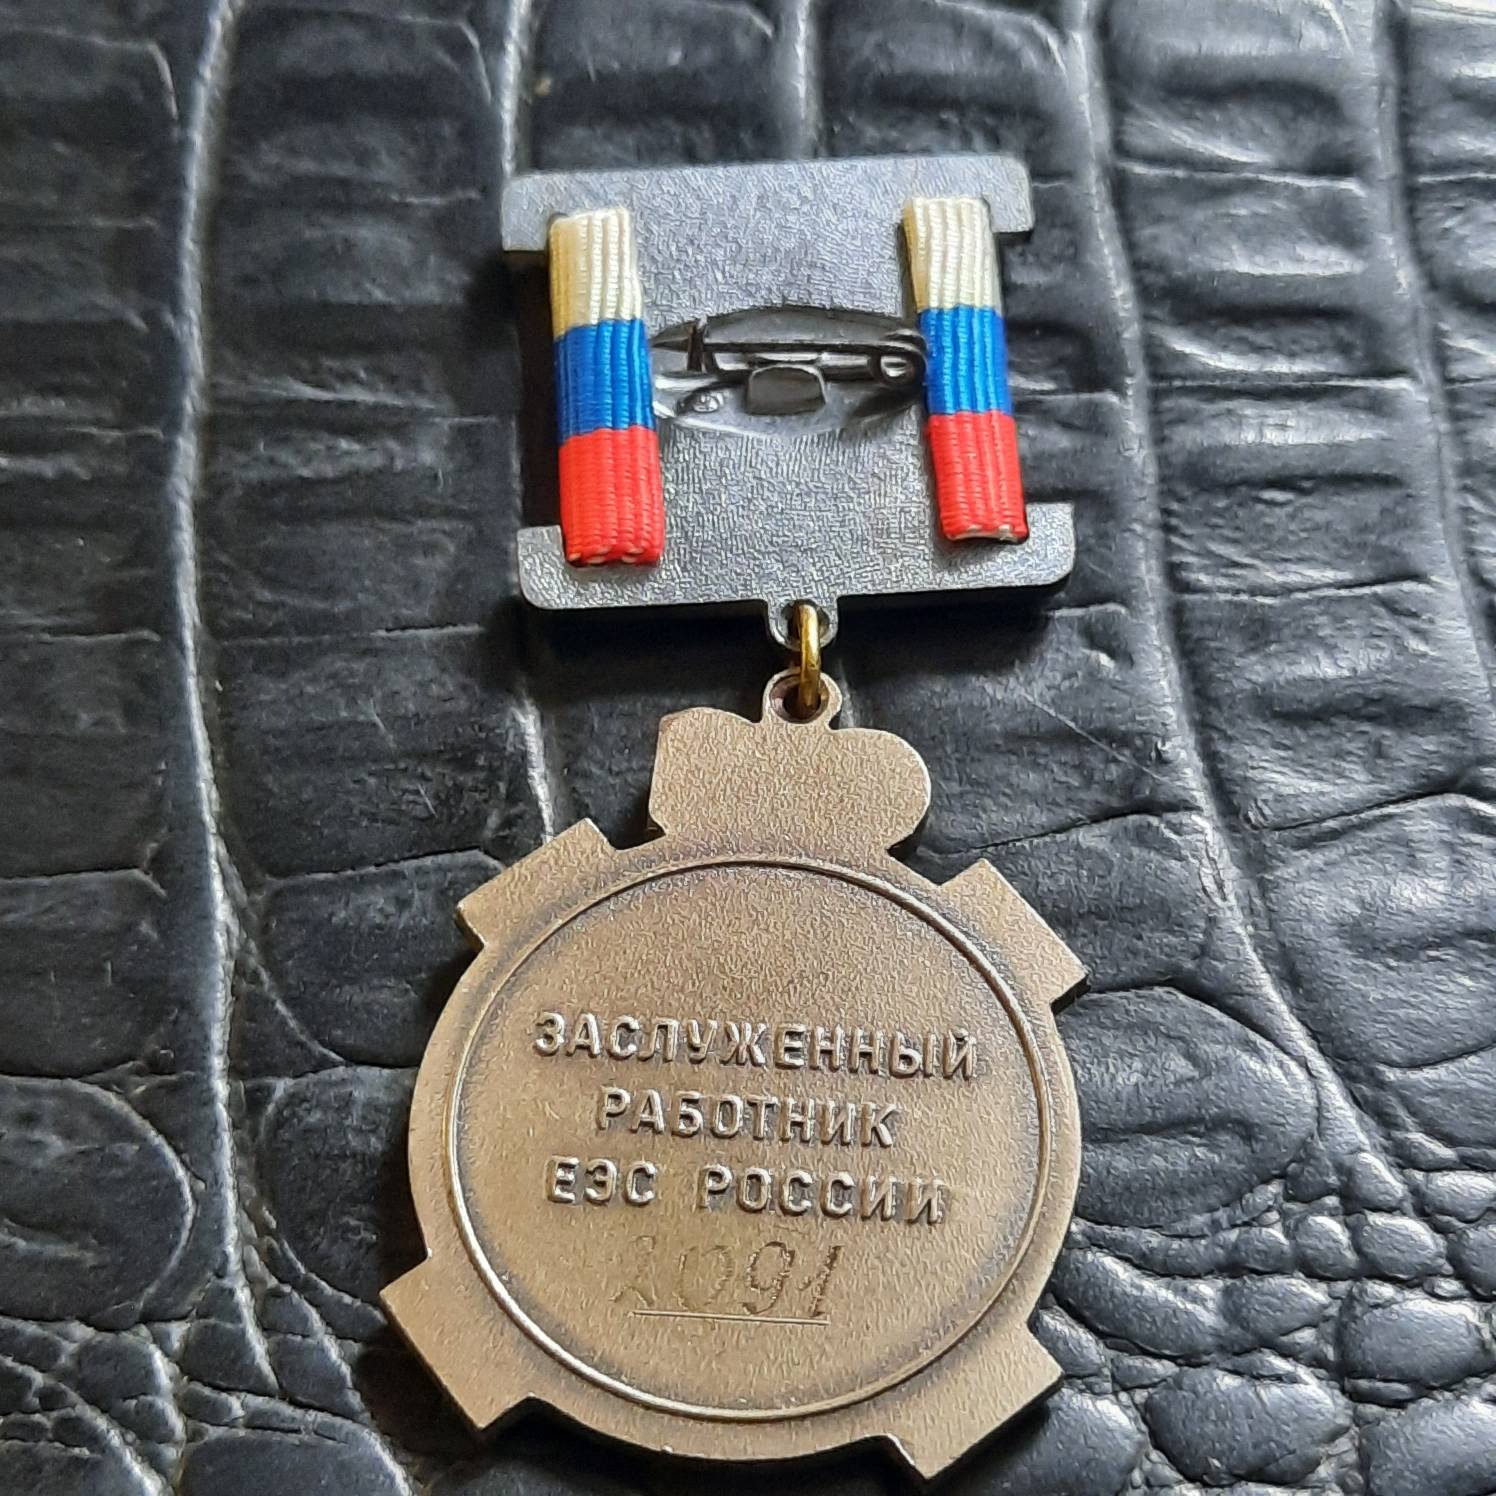 ЗАСЛУЖЕННЫЙ
РАБОТНИК
ЕЭС РОССИИ
2091